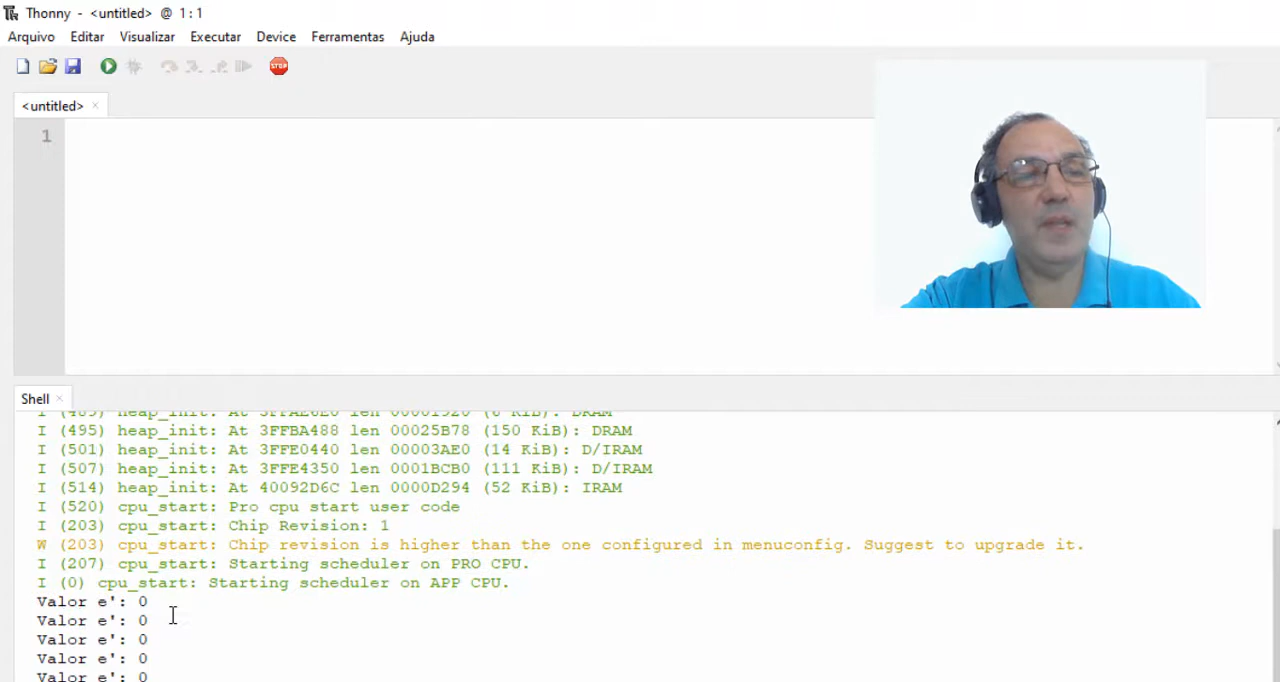 Thonny - <untitled> @ 1:1
Arquivo Editar Visualizar Executar Device Ferramentas Ajuda
STOP
<untitled> ×
1
Shell ×
heap_init: At len DRAM
I (495) heap_init: At 3FFBA488 len 00025B78 (150 KiB): DRAM
I (501) heap_init: At 3FFE0440 len 00003AE0 (14 KiB): D/IRAM
I (507) heap_init: At 3FFE4350 len 0001BCB0 (111 KiB): D/IRAM
I (514) heap_init: At 40092D6C len 0000D294 (52 KiB): IRAM
I (520) cpu_start: Pro cpu start user code
I (203) cpu_start: Chip Revision: 1
W (203) cpu_start: Chip revision is higher than the one configured in menuconfig. Suggest to upgrade it.
I (207) cpu_start: Starting scheduler on PRO CPU.
I (0) cpu_start: Starting scheduler on APP CPU.
Valor e': 0
Valor e': 0
Valor e': 0
Valor e': 0
Valor e': 0